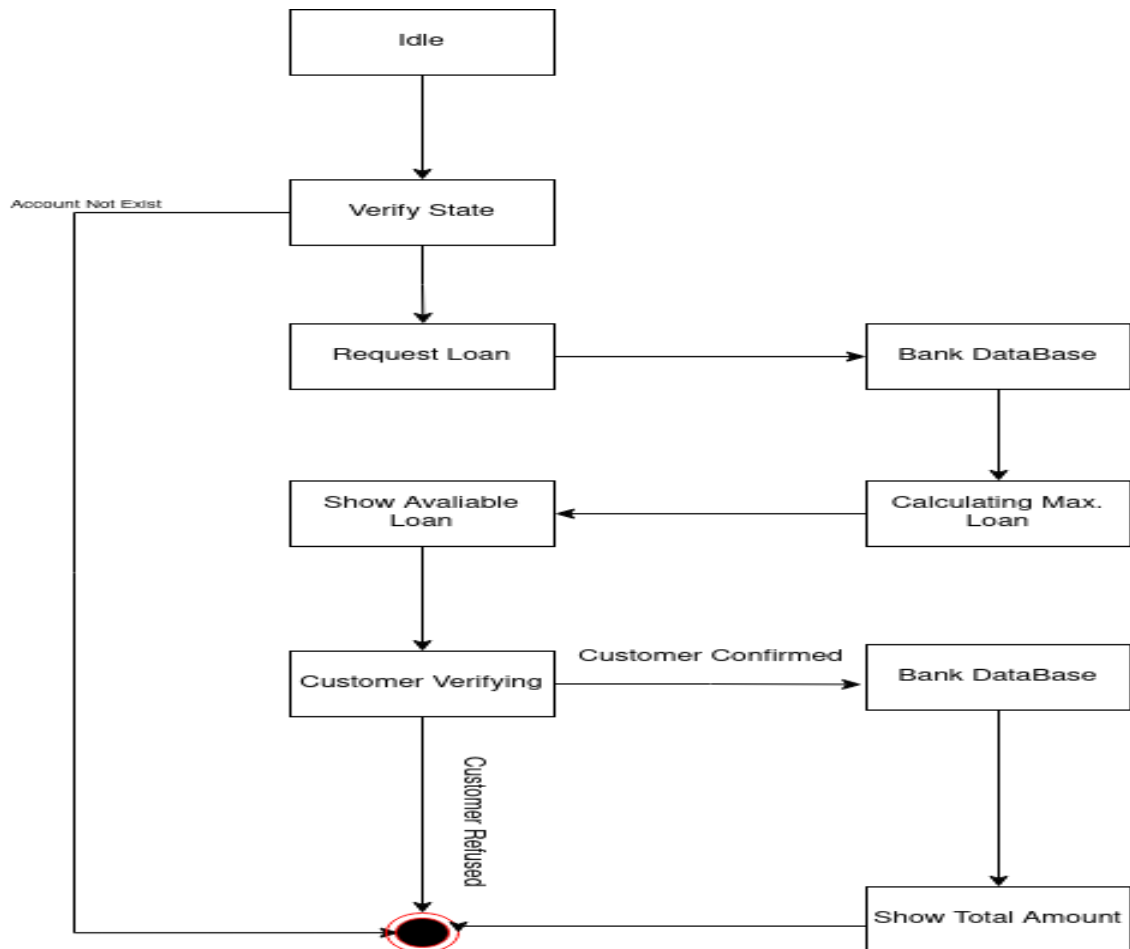 Idle
Account Not Exist
Verify State
Request Loan
Bank DataBase
Show Avaliable
Loan
Calculating Max.
Loan
Customer Verifying
Customer Confirmed
Bank DataBase
Customer Refused
Show Total Amount